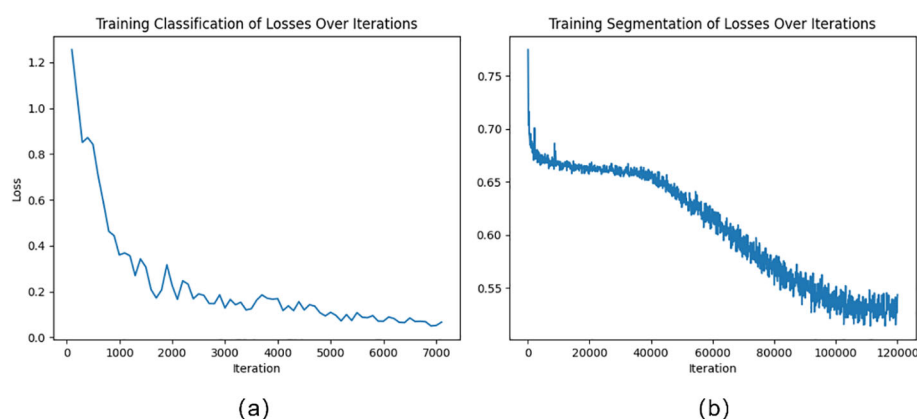 Training Classification of Losses Over Iterations
1.2
1.0
0.8
0.6
0.4
0.2
0.0
Loss
0 1000 2000 3000 4000 5000 6000 7000
Iteration
(a)
Training Segmentation of Losses Over Iterations
0.75
0.70
0.65
0.60
0.55
0 20000 40000 60000 80000 100000 120000
Iteration
(b)